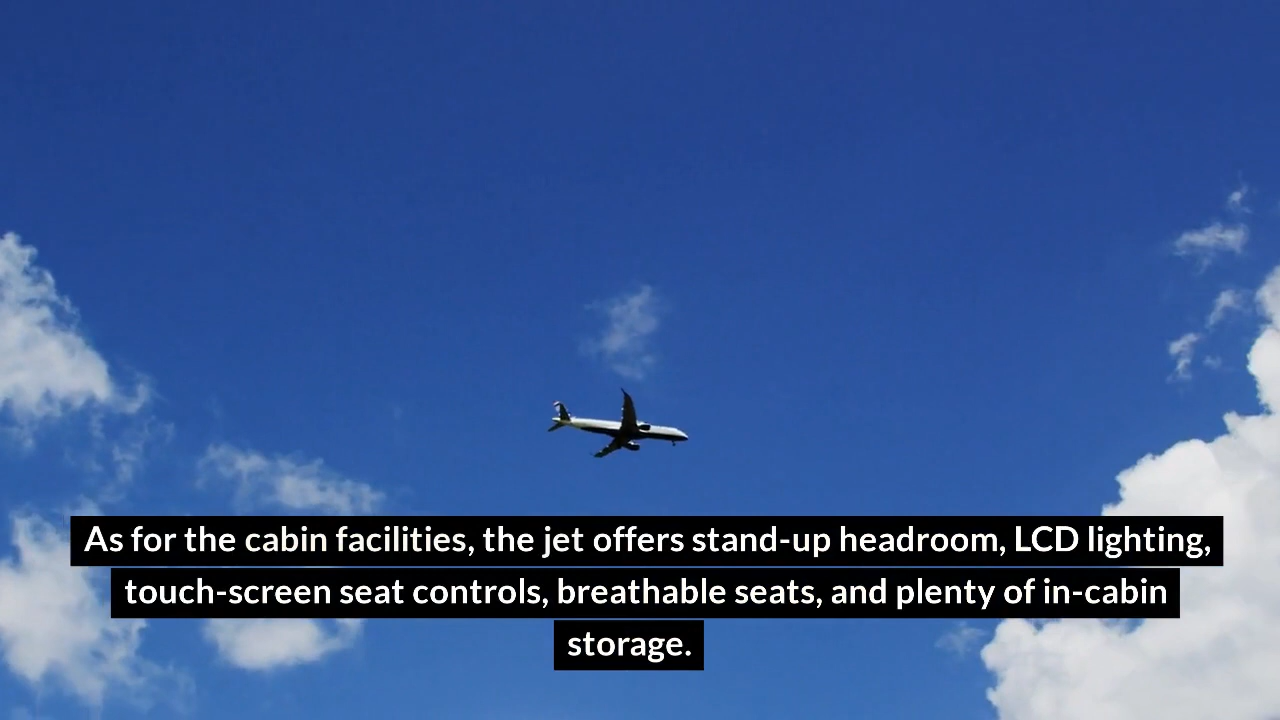 As for the cabin facilities, the jet offers stand-up headroom, LCD lighting,
touch-screen seat controls, breathable seats, and plenty of in-cabin
storage.